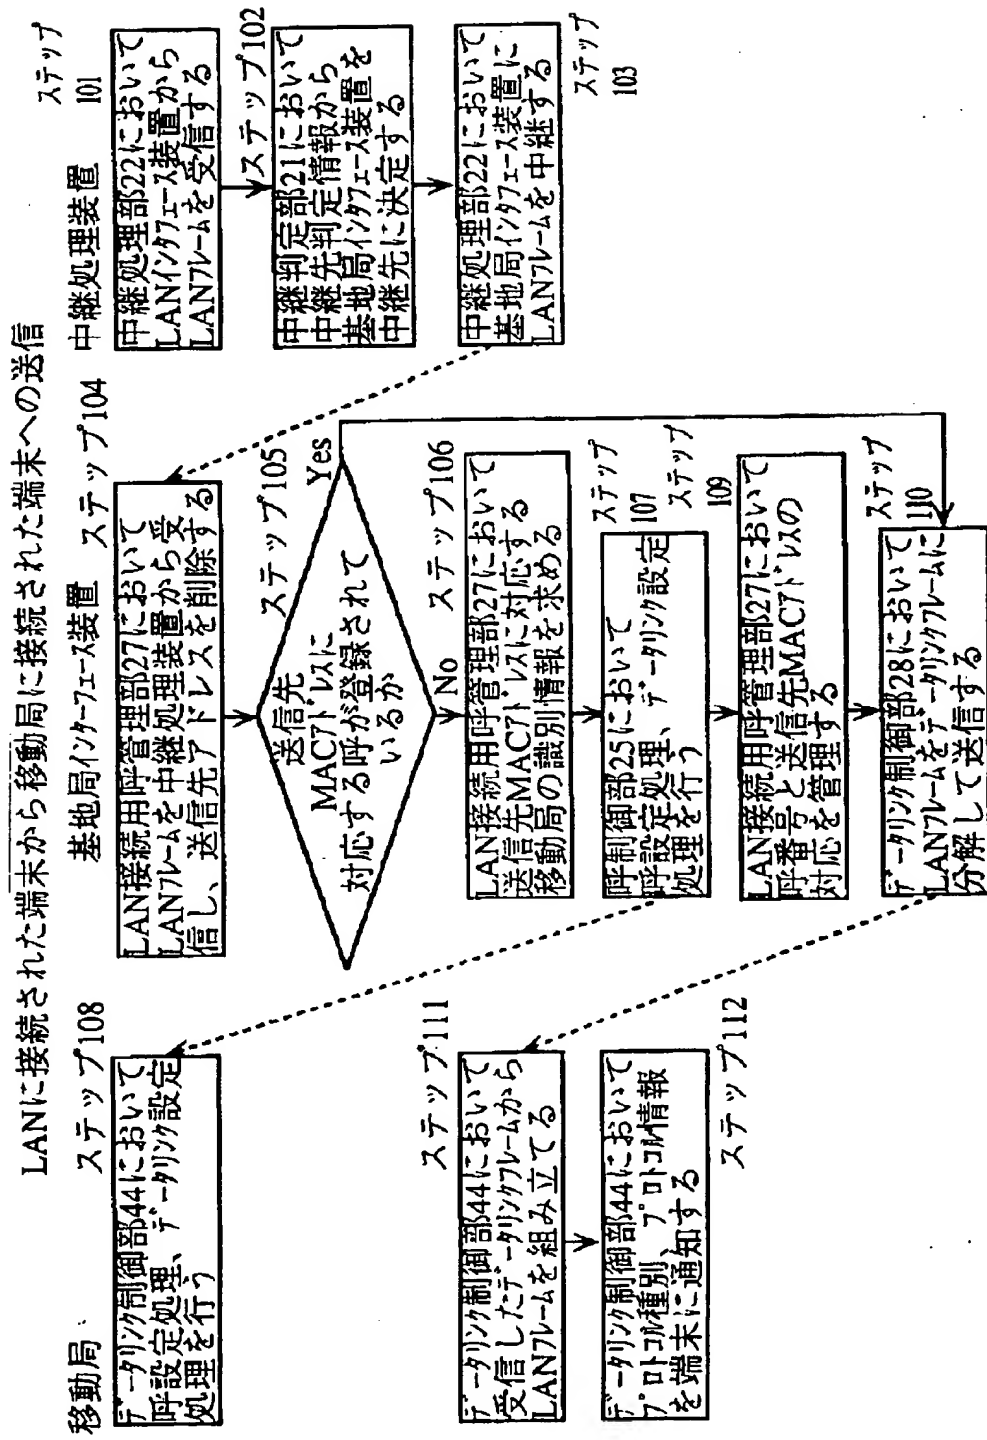 LANに接続された端末から移動局に接続された端末への送信
移動局
基地局インターフェース装置
中継処理装置
ステップ
101
中継処理部22において
LANインタフェース装置から
LANフレームを受信する
ステップ102
中継判定部21において
中継先判定情報から
基地局インタフェース装置を
中継先に決定する
中継処理部22において
基地局インタフェース装置に
LANフレームを中継する
ステップ
103
ステップ104
LAN接続用呼管理部27において
LANフレームを中継処理装置から受
信し、送信先アドレスを削除する
ステップ105
送信先
MACアドレスに
対応する呼が登録されて
いるか
Yes
No
ステップ106
LAN接続用呼管理部27において
送信先MACアドレスに対応する
移動局の識別情報を求める
ステップ
107
呼制御部25において
呼設定処理、データリンク設定
処理を行う
ステップ108
データリンク制御部44において
呼設定処理、データリンク設定
処理を行う
ステップ
109
LAN接続用呼管理部27において
呼番号と送信先MACアドレスの
対応を管理する
ステップ
110
データリンク制御部28において
LANフレームをデータリンクフレームに
分解して送信する
ステップ111
データリンク制御部44において
受信したデータリンクフレームから
LANフレームを組み立てる
データリンク制御部44において
プロトコル種別、プロトコル情報
を端末に通知する
ステップ112